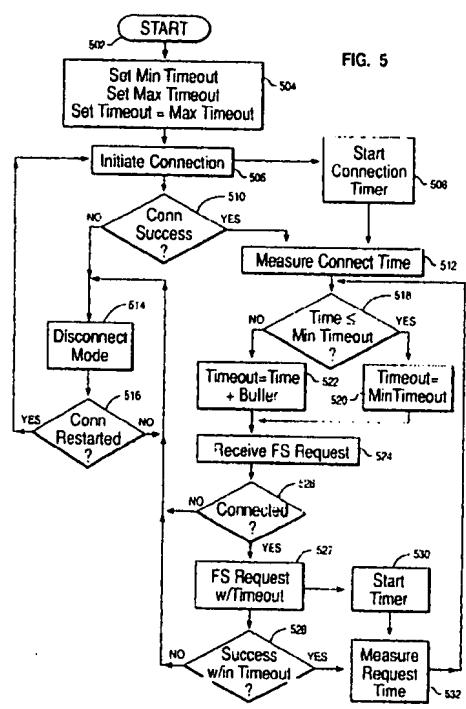 START
502
FIG. 5
Set Min Timeout
Set Max Timeout
Set Timeout = Max Timeout
504
Initiate Connection
506
Start
Connection
Timer
508
510
Conn
Success
?
NO
YES
Measure Connect Time
512
514
Disconnect
Mode
516
Conn
Restarted
?
YES
NO
518
Time ≤
Min Timeout
?
NO
YES
Timeout=Time
+ Buffer
522
520
Timeout=
MinTimeout
Receive FS Request
524
526
Connected
?
NO
YES
527
FS Request
w/Timeout
530
Start
Timer
528
Success
w/in Timeout
?
NO
YES
Measure
Request
Time
532